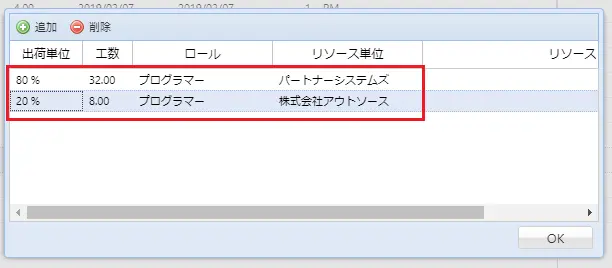 4.00 2019/02/07 2019/02/07 1 PM
追加 削除
出荷単位 工数 ロール リソース単位 リソース
80 % 32.00 プログラマー パートナーシステムズ
20 % 8.00 プログラマー 株式会社アウトソース
OK